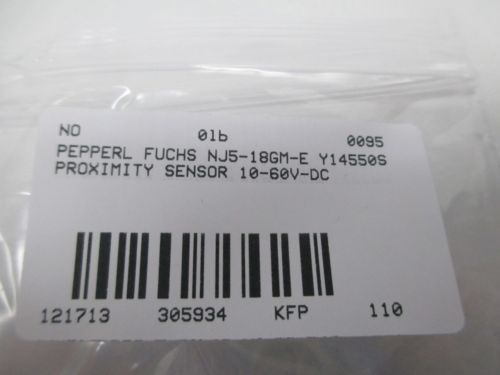 NO 01b 0095
PEPPERL FUCHS NJ5-18GM-E Y14550S
PROXIMITY SENSOR 10-60V-DC
121713 305934 KFP 110